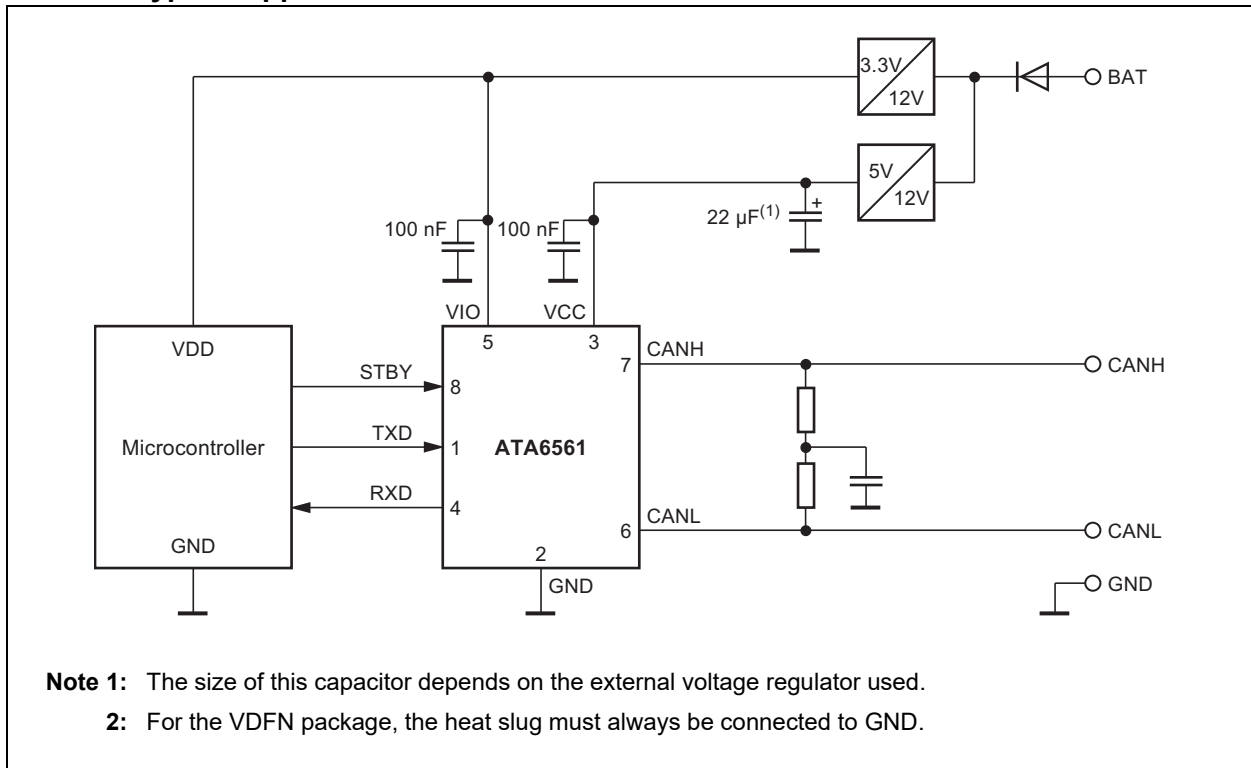 3.3V
12V
BAT
5V
12V
22 µF(1)
+
100 nF
100 nF
VIO
VCC
VDD
5
3
CANH
7
CANH
STBY
8
Microcontroller
TXD
1
ATA6561
RXD
4
CANL
6
CANL
GND
2
GND
GND
Note 1: The size of this capacitor depends on the external voltage regulator used.
2: For the VDFN package, the heat slug must always be connected to GND.